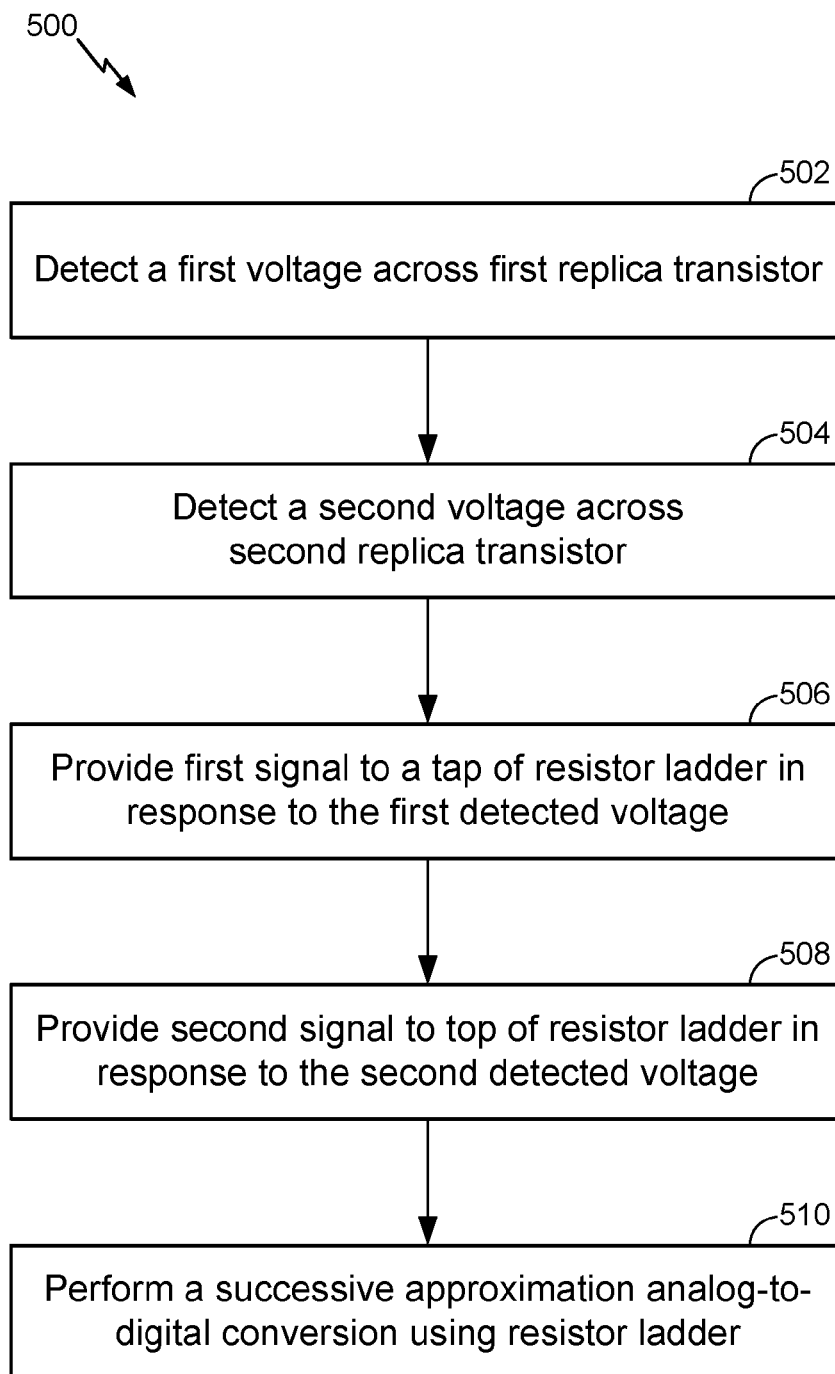 500
502
Detect a first voltage across first replica transistor
504
Detect a second voltage across
second replica transistor
506
Provide first signal to a tap of resistor ladder in
response to the first detected voltage
508
Provide second signal to top of resistor ladder in
response to the second detected voltage
510
Perform a successive approximation analog-to-
digital conversion using resistor ladder